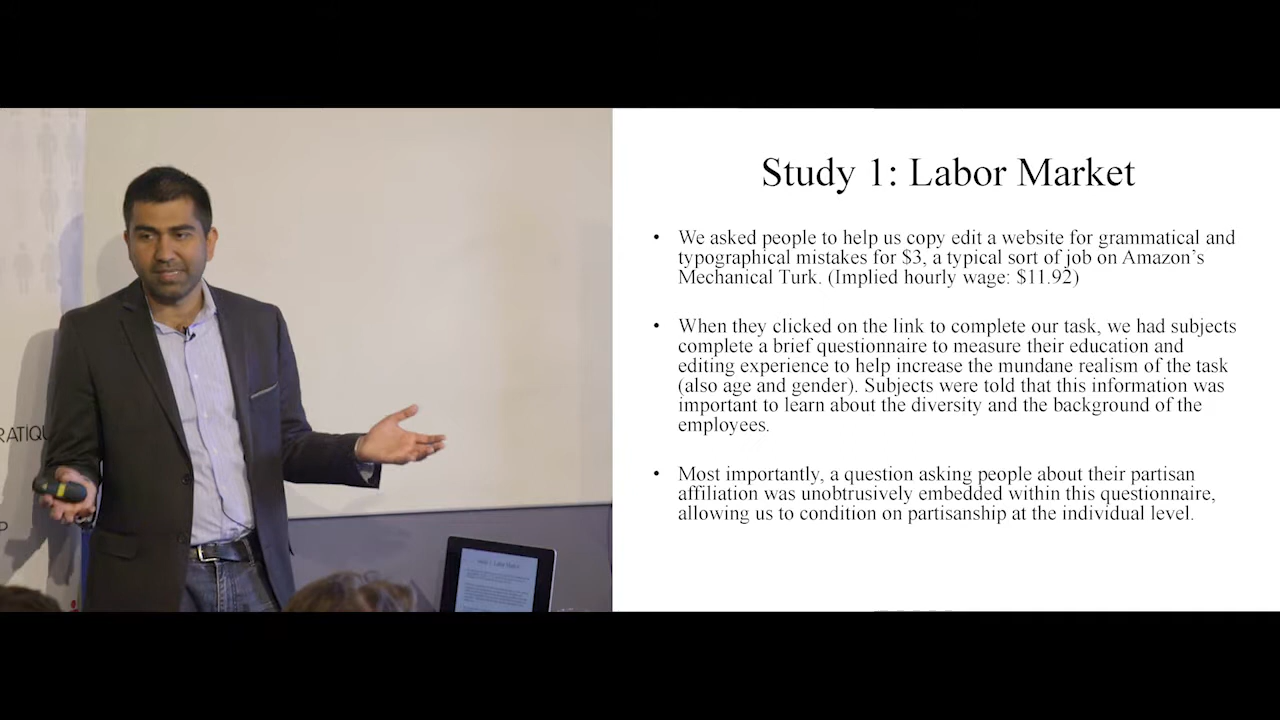 Study 1: Labor Market
• We asked people to help us copy edit a website for grammatical and
typographical mistakes for $3, a typical sort of job on Amazon’s
Mechanical Turk. (Implied hourly wage: $11.92)
• When they clicked on the link to complete our task, we had subjects
complete a brief questionnaire to measure their education and
editing experience to help increase the mundane realism of the task
(also age and gender). Subjects were told that this information was
important to learn about the diversity and the background of the
employees.
• Most importantly, a question asking people about their partisan
affiliation was unobtrusively embedded within this questionnaire,
allowing us to condition on partisanship at the individual level.
RATIQU
P
Study 1: Labor Market